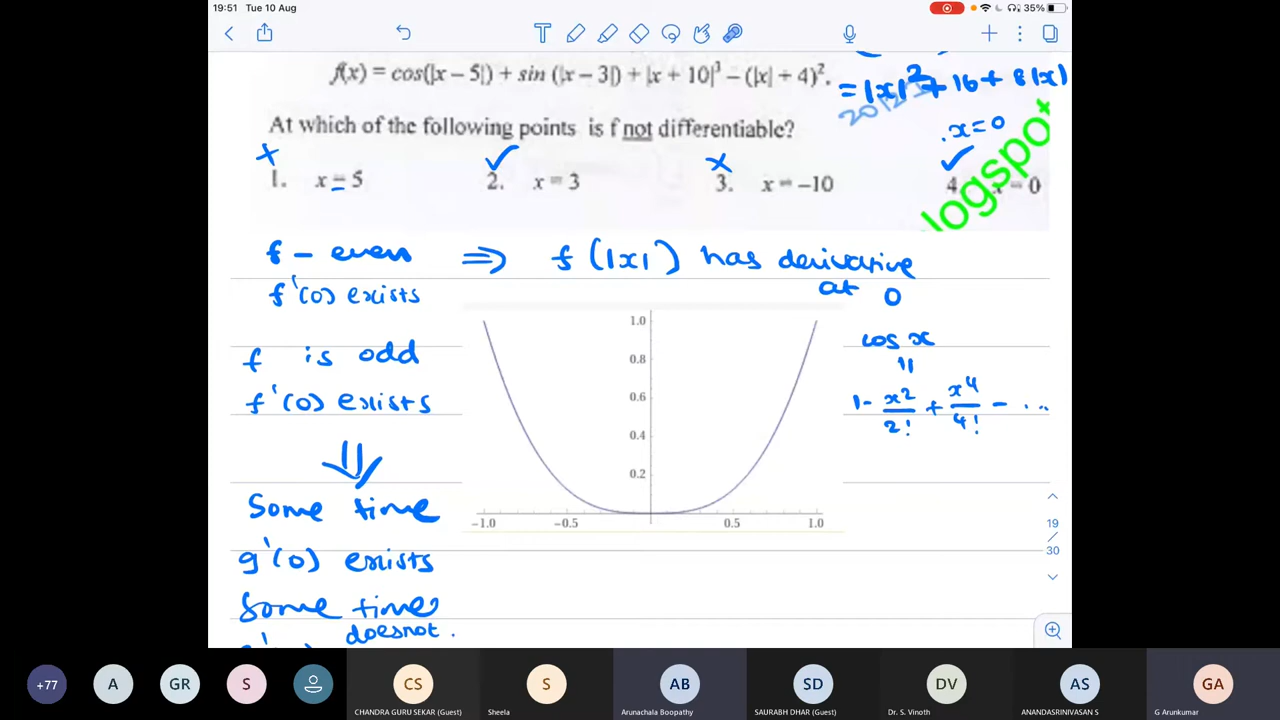 19:51 Tue 10 Aug
35%
f(x) = cos(|x − 5|) + sin (|x − 3|) + |x + 10|³ − (|x| + 4)².
= |x|² + 16 + 8|x|
At which of the following points is f not differentiable?
x = 0
1. x = 5 2. x = 3 3. x = −10 4. x = 0
logspot
f - even ⇒ f(|x|) has derivative
at 0
f'(0) exists
f is odd
f'(0) exists
⇓
Some time
g'(0) exists
Some time
doesnot.
cos x
||
1 - x²/2! + x⁴/4! - ...
1.0
0.8
0.6
0.4
0.2
-1.0 -0.5 0.5 1.0
19
/
30
+77 A GR S CS S AB SD DV AS GA
CHANDRA GURU SEKAR (Guest) Sheela Arunachala Boopathy SAURABH DHAR (Guest) Dr. S. Vinoth ANANDASRINIVASAN S G Arunkumar